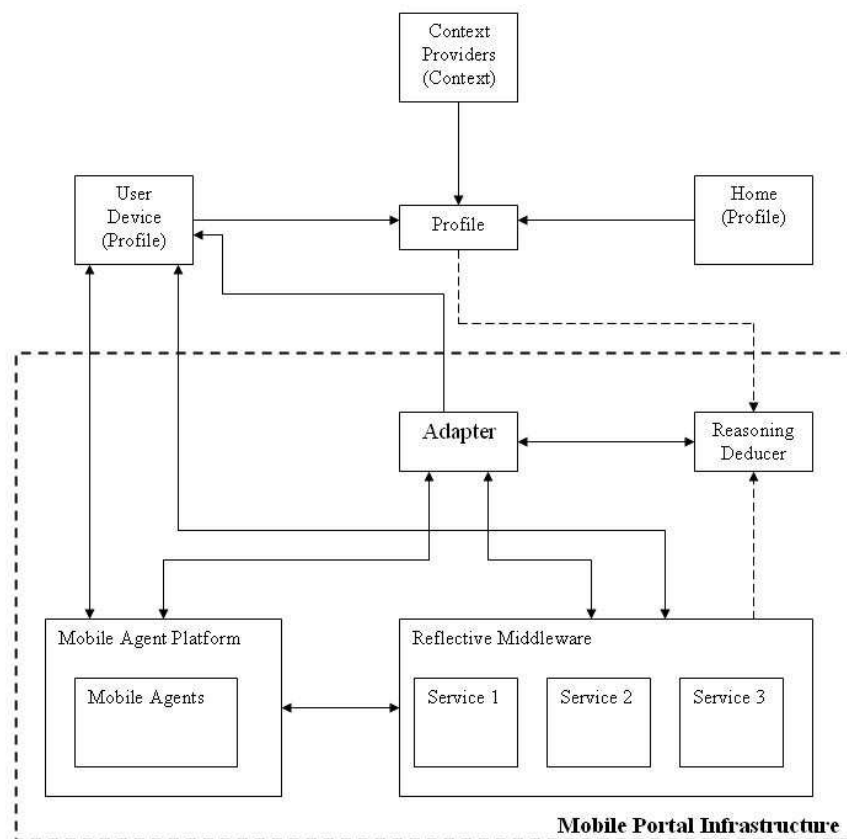 Context
Providers
(Context)
User
Device
(Profile)
Profile
Home
(Profile)
Adapter
Reasoning
Deducer
Mobile Agent Platform
Mobile Agents
Reflective Middleware
Service 1
Service 2
Service 3
Mobile Portal Infrastructure